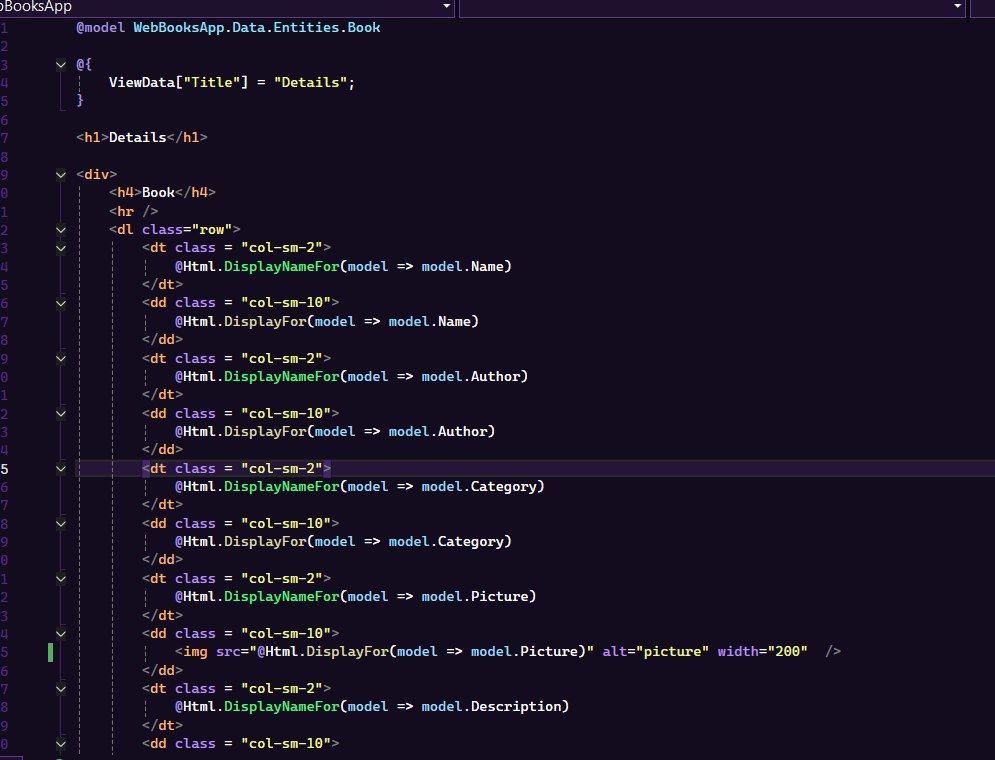 oBooksApp
1 @model WebBooksApp.Data.Entities.Book
2
3 @{
4     ViewData["Title"] = "Details";
5 }
6
7 <h1>Details</h1>
8
9 <div>
0     <h4>Book</h4>
1     <hr />
2     <dl class="row">
3         <dt class = "col-sm-2">
4             @Html.DisplayNameFor(model => model.Name)
5         </dt>
6         <dd class = "col-sm-10">
7             @Html.DisplayFor(model => model.Name)
8         </dd>
9         <dt class = "col-sm-2">
0             @Html.DisplayNameFor(model => model.Author)
1         </dt>
2         <dd class = "col-sm-10">
3             @Html.DisplayFor(model => model.Author)
4         </dd>
5         <dt class = "col-sm-2">
6             @Html.DisplayNameFor(model => model.Category)
7         </dt>
8         <dd class = "col-sm-10">
9             @Html.DisplayFor(model => model.Category)
0         </dd>
1         <dt class = "col-sm-2">
2             @Html.DisplayNameFor(model => model.Picture)
3         </dt>
4         <dd class = "col-sm-10">
5             <img src="@Html.DisplayFor(model => model.Picture)" alt="picture" width="200"  />
6         </dd>
7         <dt class = "col-sm-2">
8             @Html.DisplayNameFor(model => model.Description)
9         </dt>
0         <dd class = "col-sm-10">